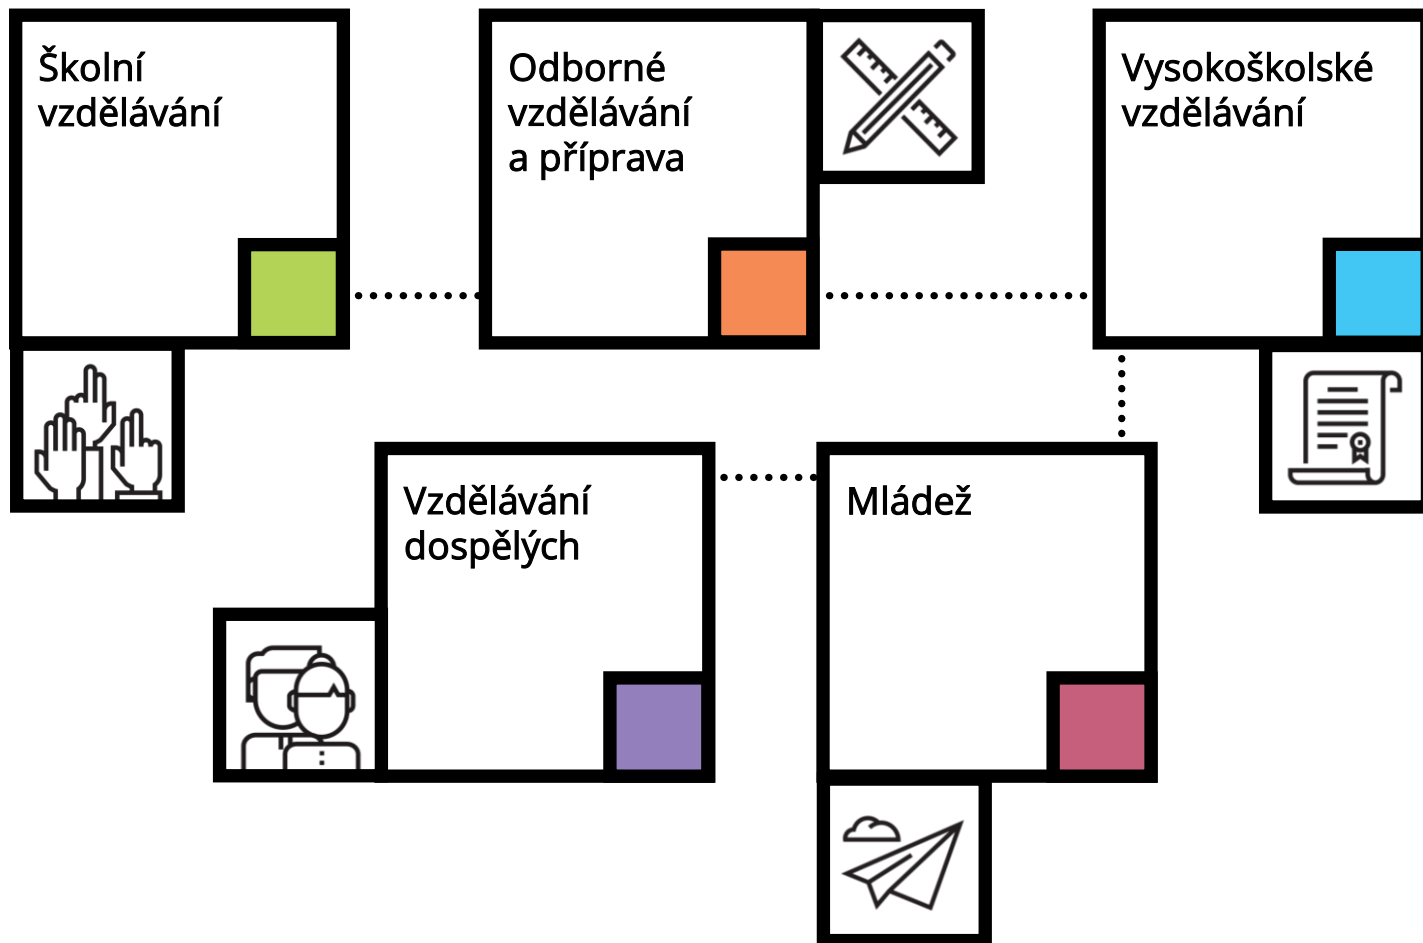 Školní
vzdělávání
Odborné
vzdělávání
a příprava
Vysokoškolské
vzdělávání
Vzdělávání
dospělých
Mládež